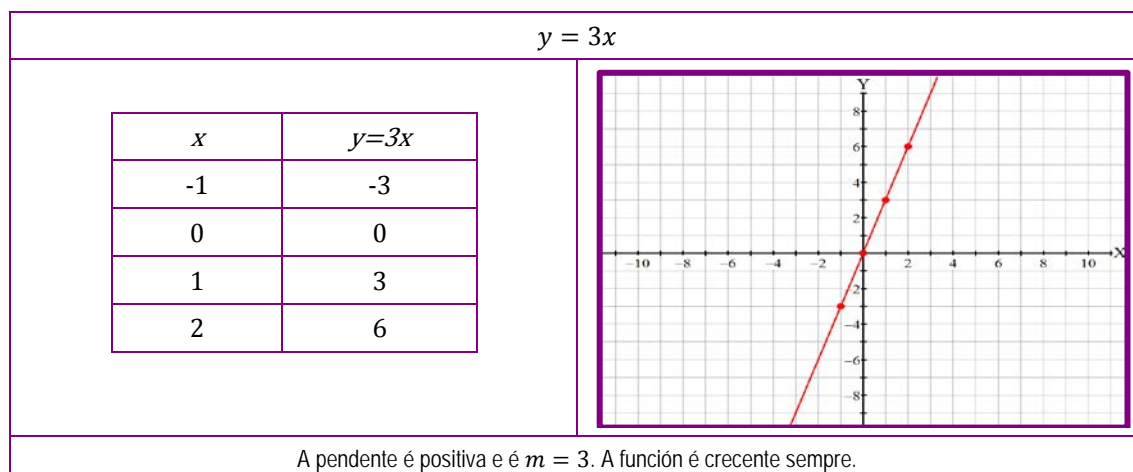 y = 3x
x y=3x
-1 -3
0 0
1 3
2 6
Y
8
6
4
2
-10 -8 -6 -4 -2 2 4 6 8 10 X
-2
-4
-6
-8
A pendente é positiva e é m = 3. A función é crecente sempre.